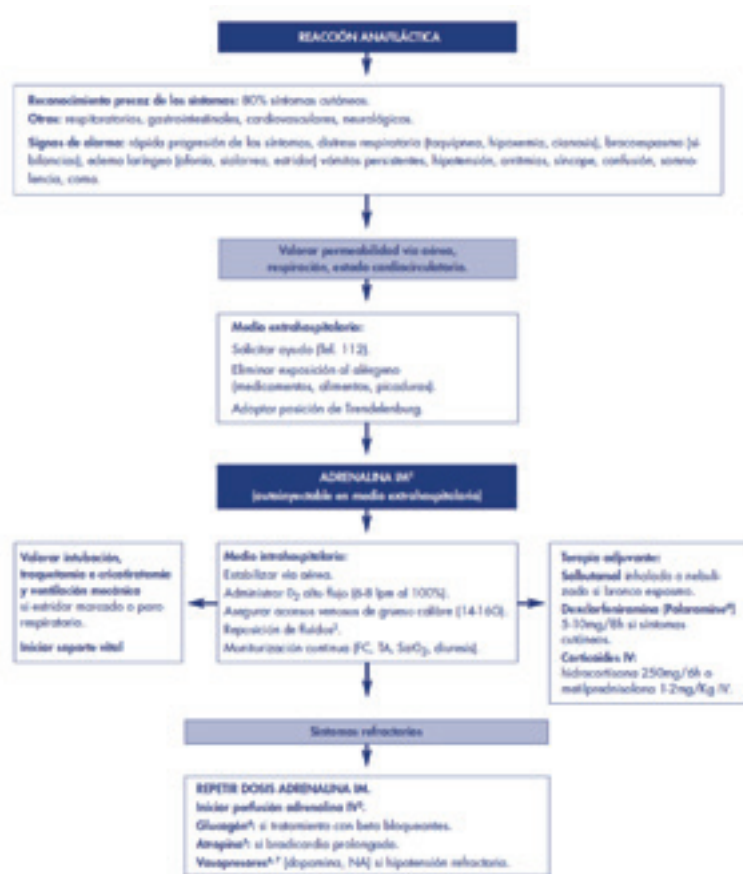 REACCIÓN ANAFILÁCTICA
Reconocimiento precoz de los síntomas: 80% síntomas cutáneos.
Otros: respiratorios, gastrointestinales, cardiovasculares, neurológicos.
Signos de alarma: rápida progresión de los síntomas, distress respiratorio (taquipnea, hipoxemia, cianosis), broncoespasmo (si
bilancias), edema laríngeo (afonía, sialorrea, estridor) vómitos persistentes, hipotensión, arritmias, síncope, confusión, somno-
lencia, coma.
Valorar permeabilidad vía aérea,
respiración, estado cardiocirculatorio.
Medio extrahospitalario:
Solicitar ayuda (Tel. 112).
Eliminar exposición al alérgeno
(medicamentos, alimentos, picaduras).
Adoptar posición de Trendelenburg.
ADRENALINA IM
(autoinyectable en medio extrahospitalario)
Valorar intubación,
traqueotomía o cricotirotomía
y ventilación mecánica
si estridor marcado o paro
respiratorio.
Iniciar soporte vital
Medio intrahospitalario:
Estabilizar vía aérea.
Administrar O₂ alto flujo (6-8 lpm al 100%).
Asegurar accesos venosos de grueso calibre (14-16G).
Reposición de fluidos.
Monitorización continua (FC, TA, SatO₂, diuresis).
Terapia adyuvante:
Salbutamol inhalado o nebuli-
zado si bronco espasmo.
Dexclorfeniramina (Polaramine®)
5-10mg/8h si síntomas
cutáneos.
Corticoides IV:
hidrocortisona 250mg/6h o
metilprednisolona 1-2mg/Kg IV.
Síntomas refractarios
REPETIR DOSIS ADRENALINA IM.
Iniciar perfusión adrenalina IV:
Glucagón: si tratamiento con beta bloqueantes.
Atropina: si bradicardia prolongada.
Vasopresores (dopamina, NA) si hipotensión refractaria.